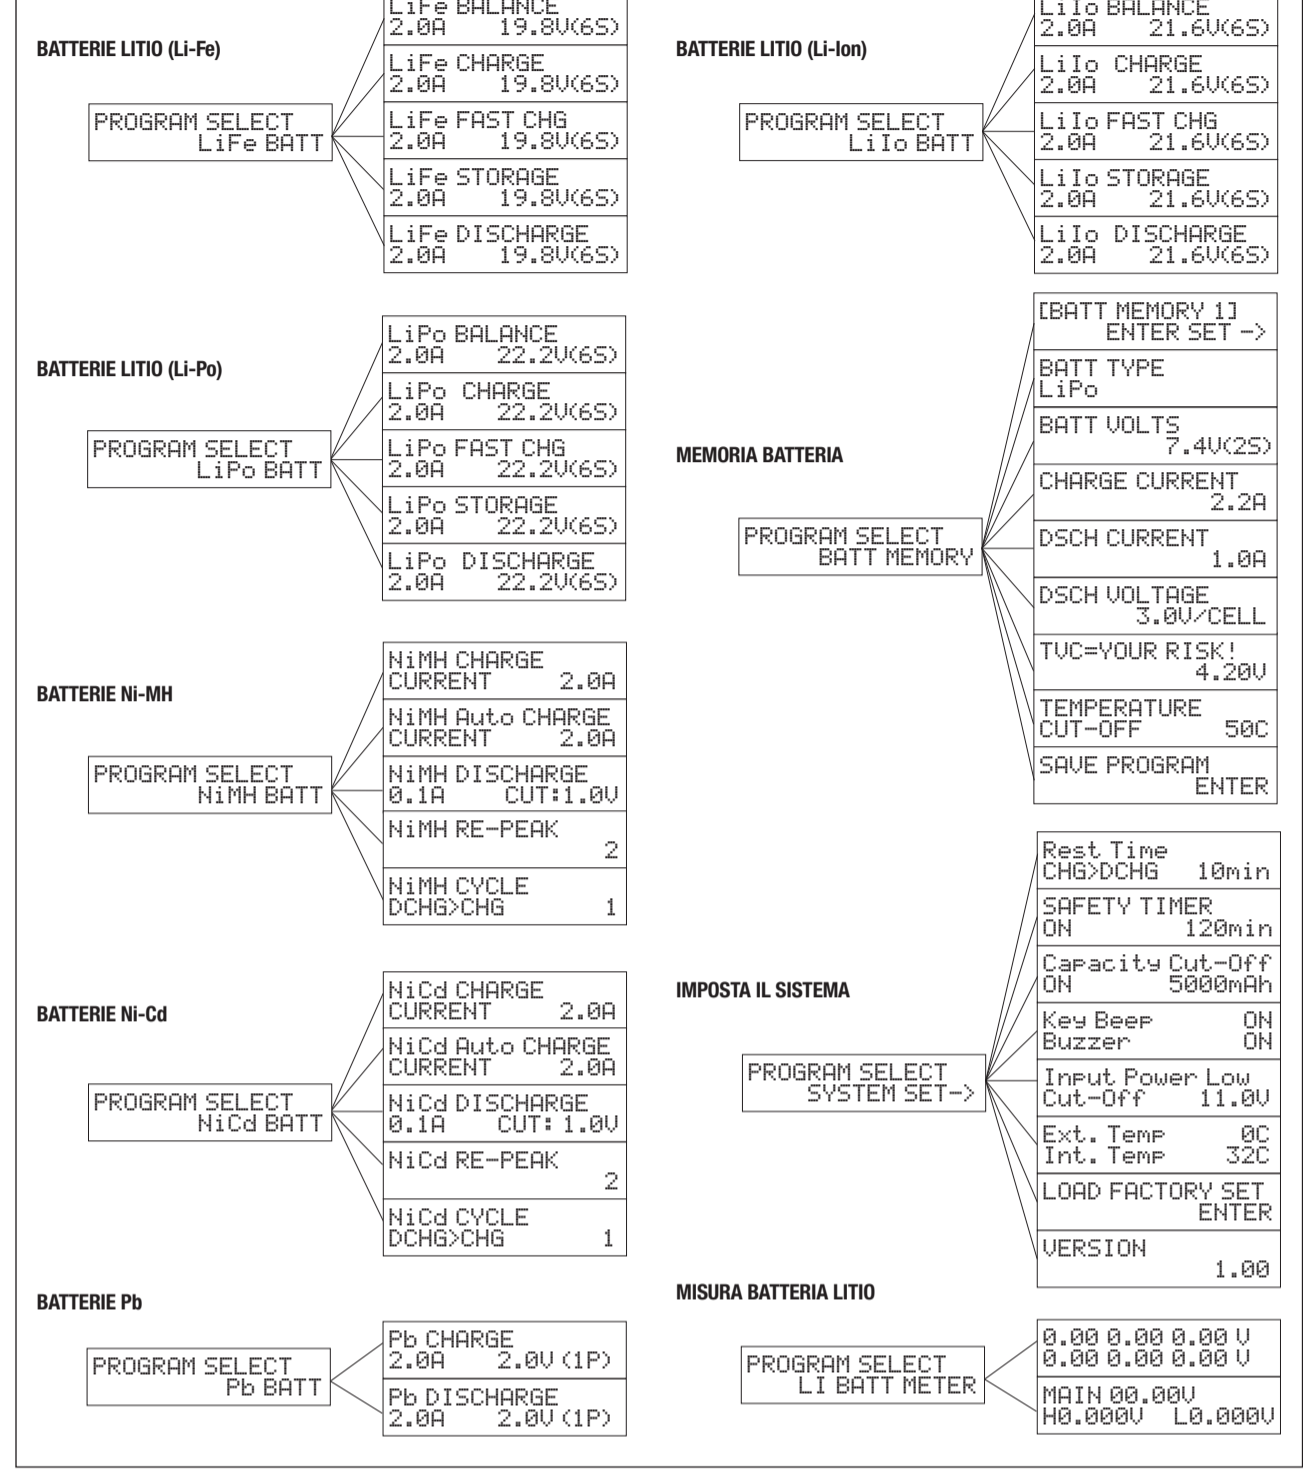 BATTERIE LITIO (Li-Fe)
PROGRAM SELECT
LiFe BATT
LiFe BALANCE
2.0A 19.8V(6S)
LiFe CHARGE
2.0A 19.8V(6S)
LiFe FAST CHG
2.0A 19.8V(6S)
LiFe STORAGE
2.0A 19.8V(6S)
LiFe DISCHARGE
2.0A 19.8V(6S)
BATTERIE LITIO (Li-Po)
PROGRAM SELECT
LiPo BATT
LiPo BALANCE
2.0A 22.2V(6S)
LiPo CHARGE
2.0A 22.2V(6S)
LiPo FAST CHG
2.0A 22.2V(6S)
LiPo STORAGE
2.0A 22.2V(6S)
LiPo DISCHARGE
2.0A 22.2V(6S)
BATTERIE Ni-MH
PROGRAM SELECT
NiMH BATT
NiMH CHARGE
CURRENT 2.0A
NiMH Auto CHARGE
CURRENT 2.0A
NiMH DISCHARGE
0.1A CUT:1.0V
NiMH RE-PEAK
2
NiMH CYCLE
DCHG>CHG 1
BATTERIE Ni-Cd
PROGRAM SELECT
NiCd BATT
NiCd CHARGE
CURRENT 2.0A
NiCd Auto CHARGE
CURRENT 2.0A
NiCd DISCHARGE
0.1A CUT: 1.0V
NiCd RE-PEAK
2
NiCd CYCLE
DCHG>CHG 1
BATTERIE Pb
PROGRAM SELECT
Pb BATT
Pb CHARGE
2.0A 2.0V (1P)
Pb DISCHARGE
2.0A 2.0V (1P)
BATTERIE LITIO (Li-Ion)
PROGRAM SELECT
LiIo BATT
LiIo BALANCE
2.0A 21.6V(6S)
LiIo CHARGE
2.0A 21.6V(6S)
LiIo FAST CHG
2.0A 21.6V(6S)
LiIo STORAGE
2.0A 21.6V(6S)
LiIo DISCHARGE
2.0A 21.6V(6S)
MEMORIA BATTERIA
PROGRAM SELECT
BATT MEMORY
[BATT MEMORY 1]
ENTER SET ->
BATT TYPE
LiPo
BATT VOLTS
7.4V(2S)
CHARGE CURRENT
2.2A
DSCH CURRENT
1.0A
DSCH VOLTAGE
3.0V/CELL
TVC=YOUR RISK!
4.20V
TEMPERATURE
CUT-OFF 50C
SAVE PROGRAM
ENTER
IMPOSTA IL SISTEMA
PROGRAM SELECT
SYSTEM SET->
Rest Time
CHG>DCHG 10min
SAFETY TIMER
ON 120min
Capacity Cut-Off
ON 5000mAh
Key Beep ON
Buzzer ON
Input Power Low
Cut-Off 11.0V
Ext. Temp 0C
Int. Temp 32C
LOAD FACTORY SET
ENTER
VERSION
1.00
MISURA BATTERIA LITIO
PROGRAM SELECT
LI BATT METER
0.00 0.00 0.00 V
0.00 0.00 0.00 V
MAIN 00.00V
H0.000V L0.000V